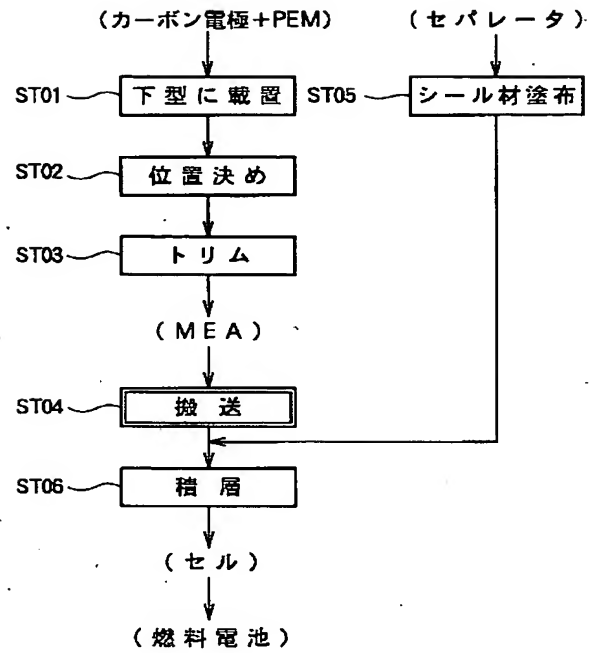 (カーボン電極+PEM)
(セパレータ)
ST01 下型に載置
ST05 シール材塗布
ST02 位置決め
ST03 トリム
(MEA)
ST04 搬送
ST06 積層
(セル)
(燃料電池)